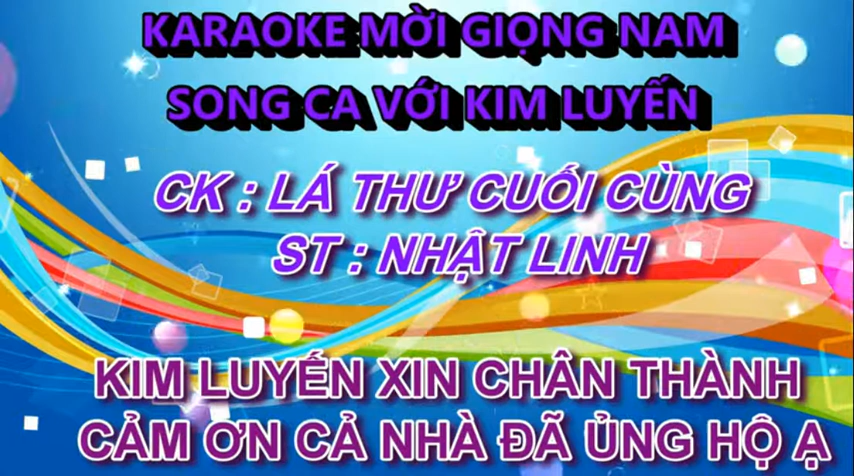 KARAOKE MỜI GIỌNG NAM
SONG CA VỚI KIM LUYẾN
CK : LÁ THƯ CUỐI CÙNG
ST : NHẬT LINH
KIM LUYẾN XIN CHÂN THÀNH
CẢM ƠN CẢ NHÀ ĐÃ ỦNG HỘ Ạ